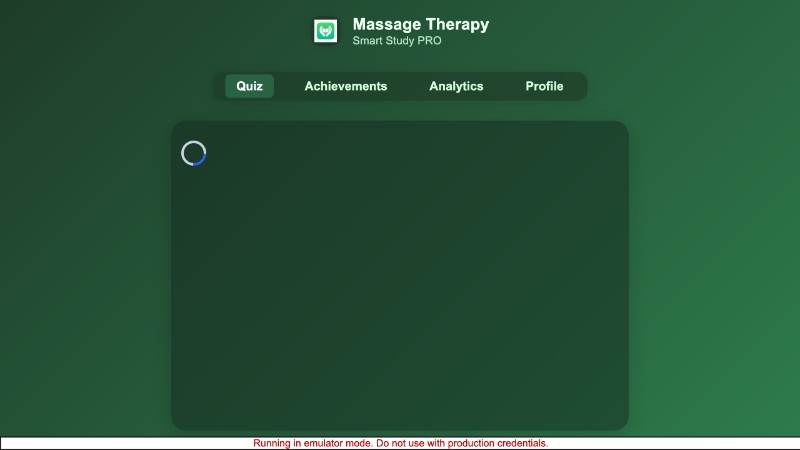 Massage Therapy
Smart Study PRO
Quiz Achievements Analytics Profile
Running in emulator mode. Do not use with production credentials.